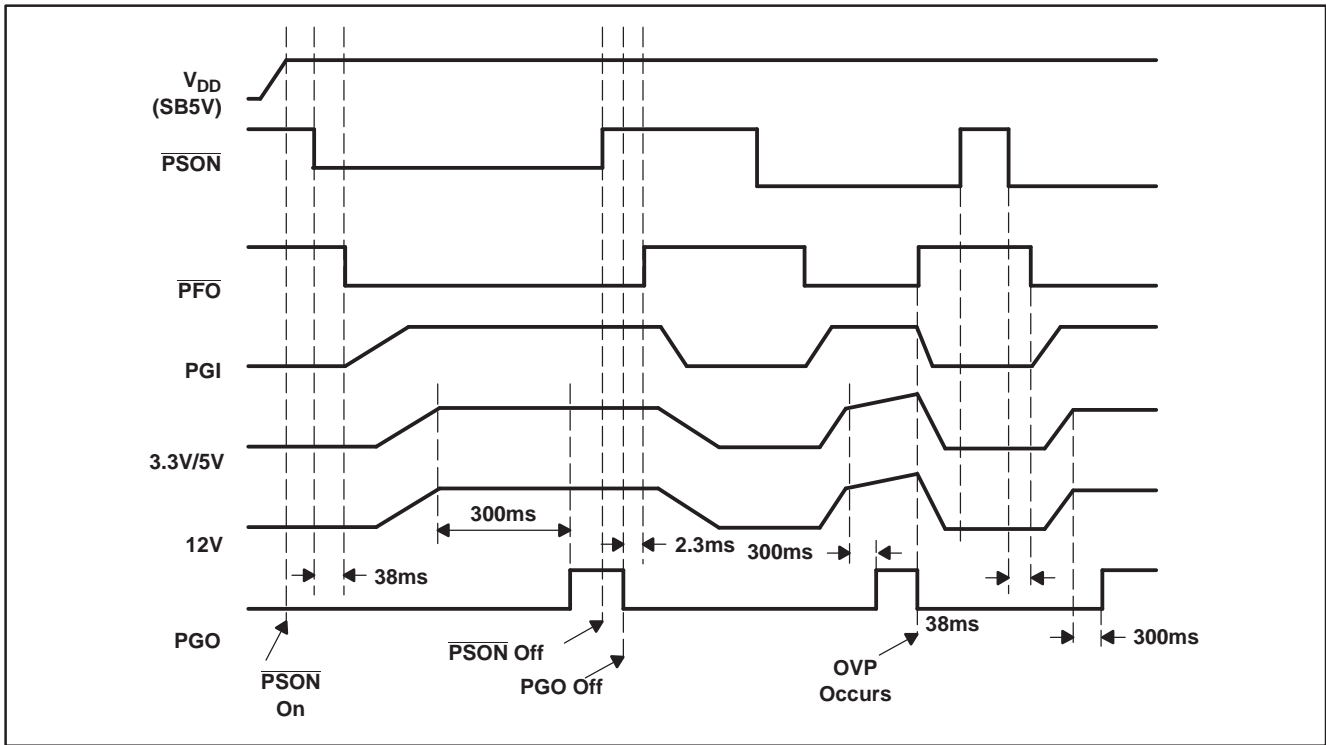 VDD
(SB5V)
PSON
PFO
PGI
3.3V/5V
12V
300ms
2.3ms
300ms
38ms
PGO
38ms
300ms
PSON
On
PSON Off
PGO Off
OVP
Occurs